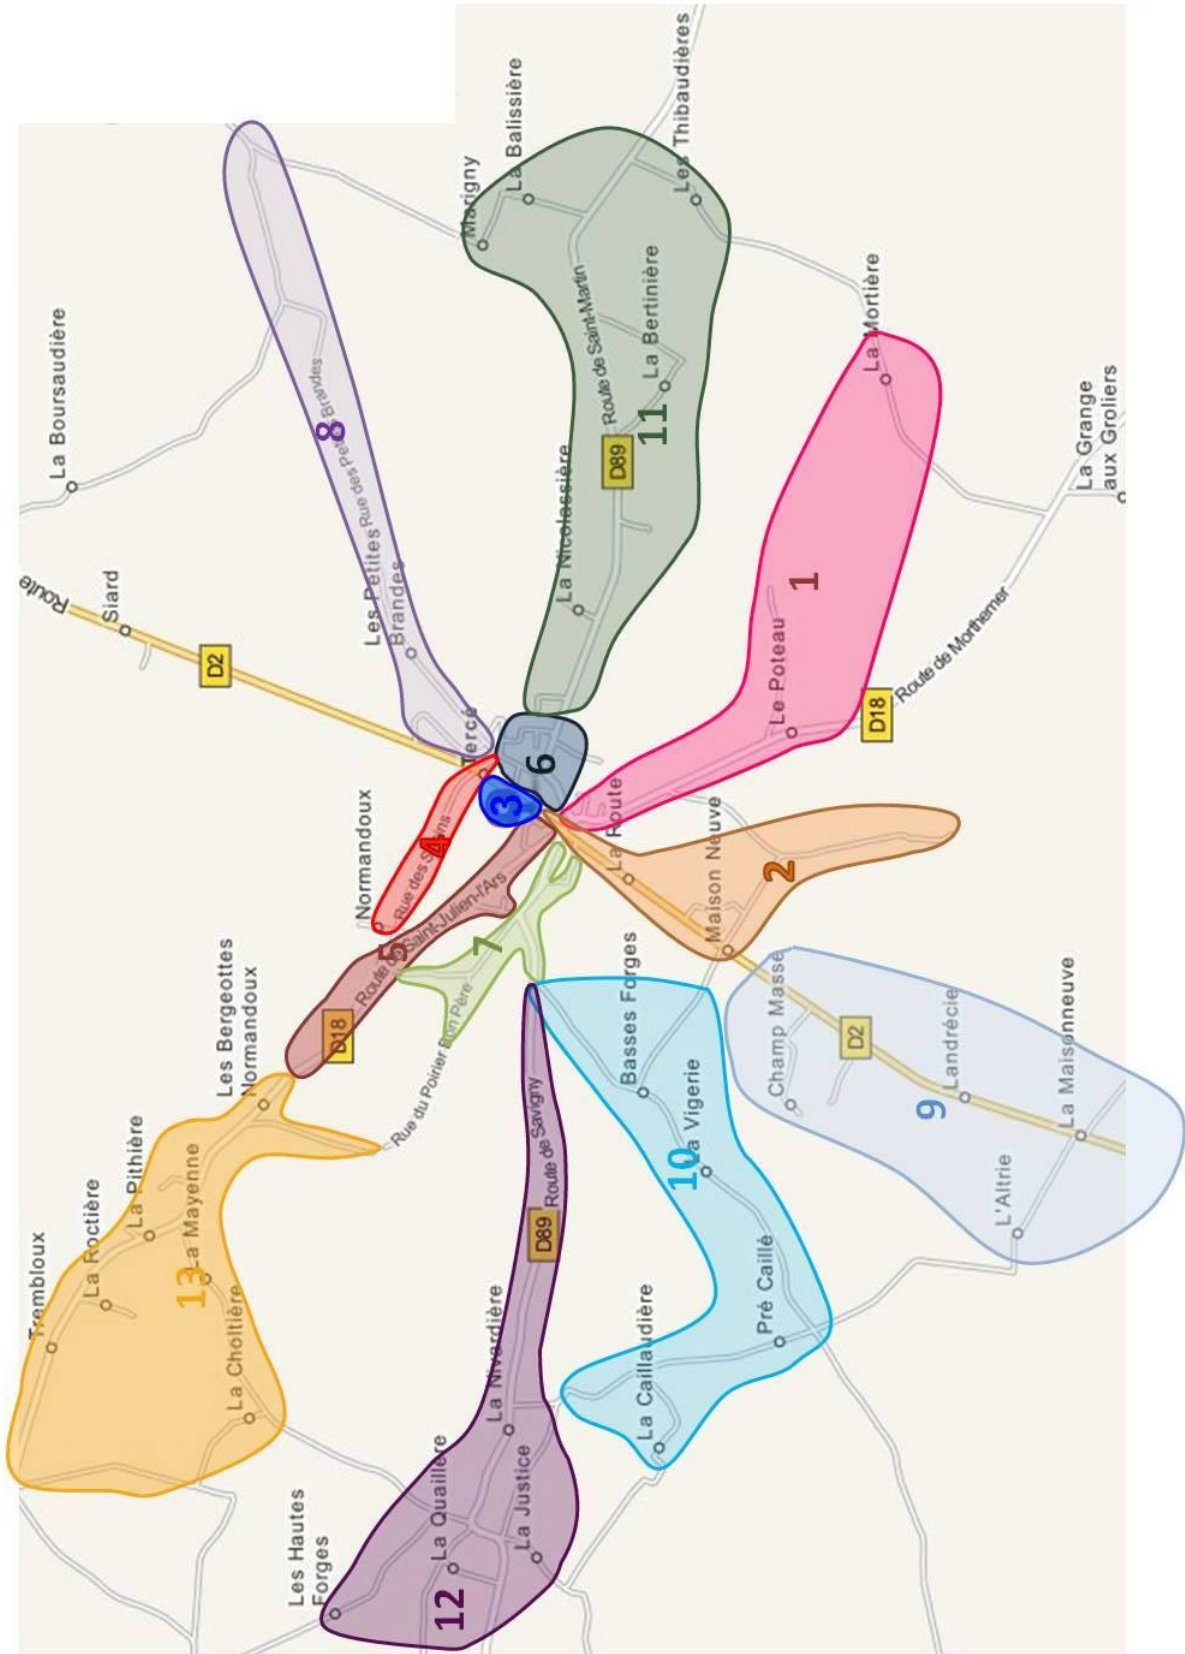 Trembloux
La Roctière
La Pithière
La Mayenne
13
La Choltière
Les Bergeottes
Normandoux
D18
Route de Saint-Julien-l'Ars
5
Normandoux
Rue des
4
Tercé
3
6
Route
Siard
D2
La Boursaudière
Les Petites
Brandes
Rue des Petites Brandes
8
Marigny
La Balissière
Les Thibaudières
La Nicolassière
D89
Route de Saint-Martin
11
La Bertinière
La Mortière
La Grange
aux Groliers
1
Le Poteau
D18
Route de Morthemer
La Route
Maison Neuve
2
7
Rue du Poirier Bon Père
Les Hautes
Forges
12
La Quaillère
La Justice
La Nivardière
D89
Route de Savigny
Basses Forges
La Vigerie
10
La Caillaudière
Pré Caillé
Champ Massé
D2
Landrécie
9
La Maisonneuve
L'Altrie